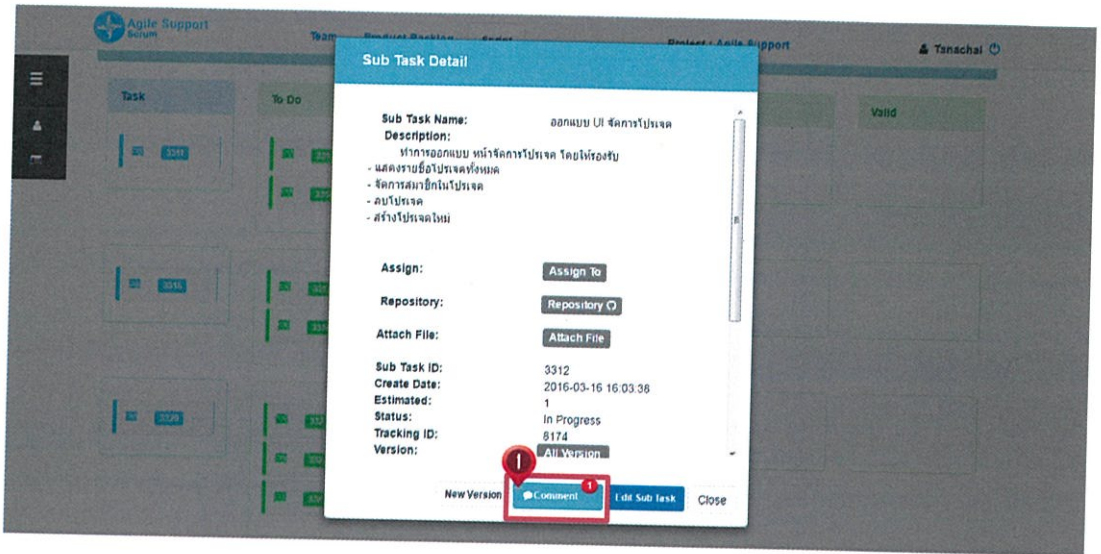 Agile Support
Serum
Team Product Backlog Sprint Project : Agile Support Tanachai
Sub Task Detail
Task To Do Valid
Sub Task Name: ออกแบบ UI จัดการโปรเจค
Description:
ทำการออกแบบ หน้าจัดการโปรเจค โดยให้รองรับ
- แสดงรายชื่อโปรเจคทั้งหมด
- จัดการสมาชิกในโปรเจค
- ลบโปรเจค
- สร้างโปรเจคใหม่
3311
Assign: Assign To
Repository: Repository
Attach File: Attach File
Sub Task ID: 3312
Create Date: 2016-03-16 16:03:36
Estimated: 1
Status: In Progress
Tracking ID: 8174
Version: All Version
1
New Version Comment 1 Edit Sub Task Close